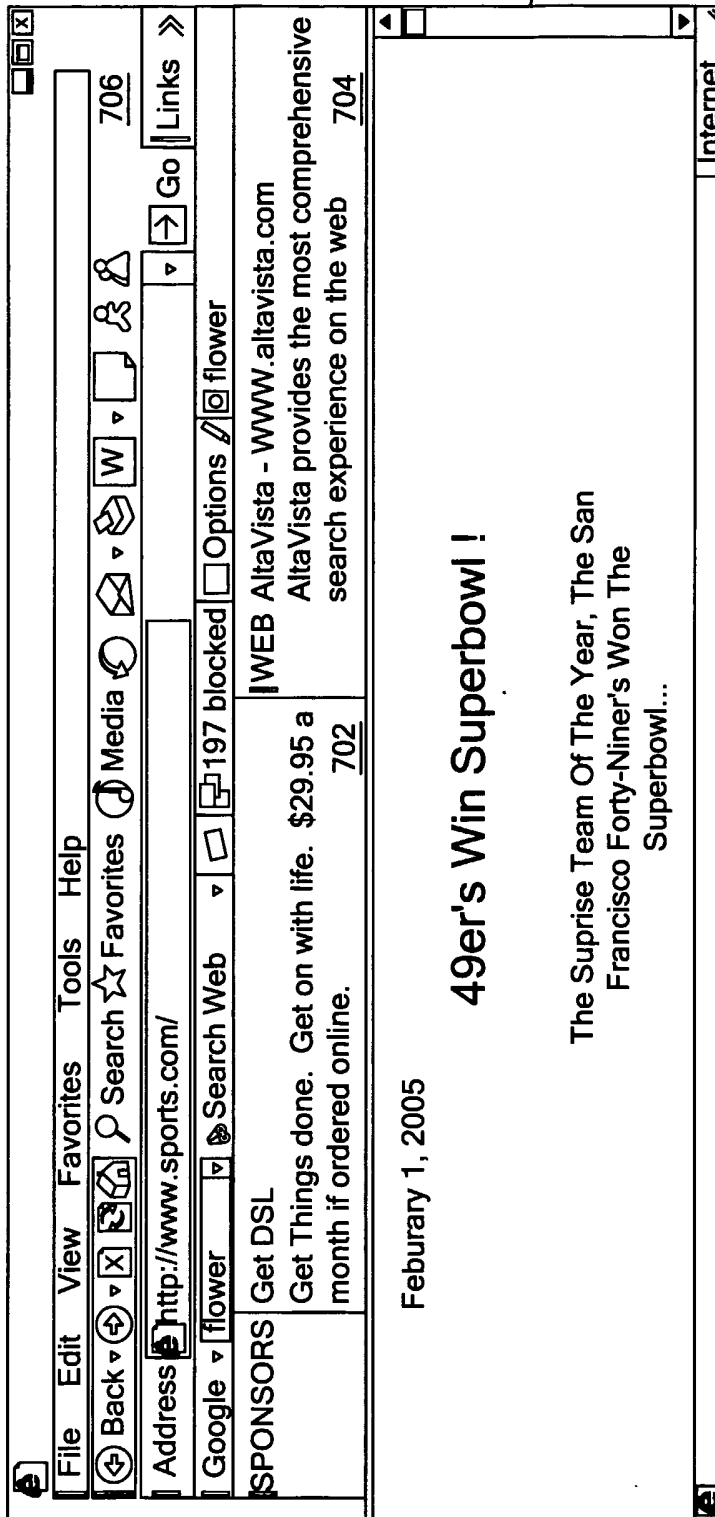 706
File Edit View Favorites Tools Help
Back Search Favorites Media W
Address http://www.sports.com/ Go Links »
Google flower Search Web 197 blocked Options flower
SPONSORS Get DSL
Get Things done. Get on with life. $29.95 a
month if ordered online. 702
WEB AltaVista - WWW.altavista.com
AltaVista provides the most comprehensive
search experience on the web 704
Feburary 1, 2005
49er's Win Superbowl !
The Suprise Team Of The Year, The San
Francisco Forty-Niner's Won The
Superbowl...
Internet